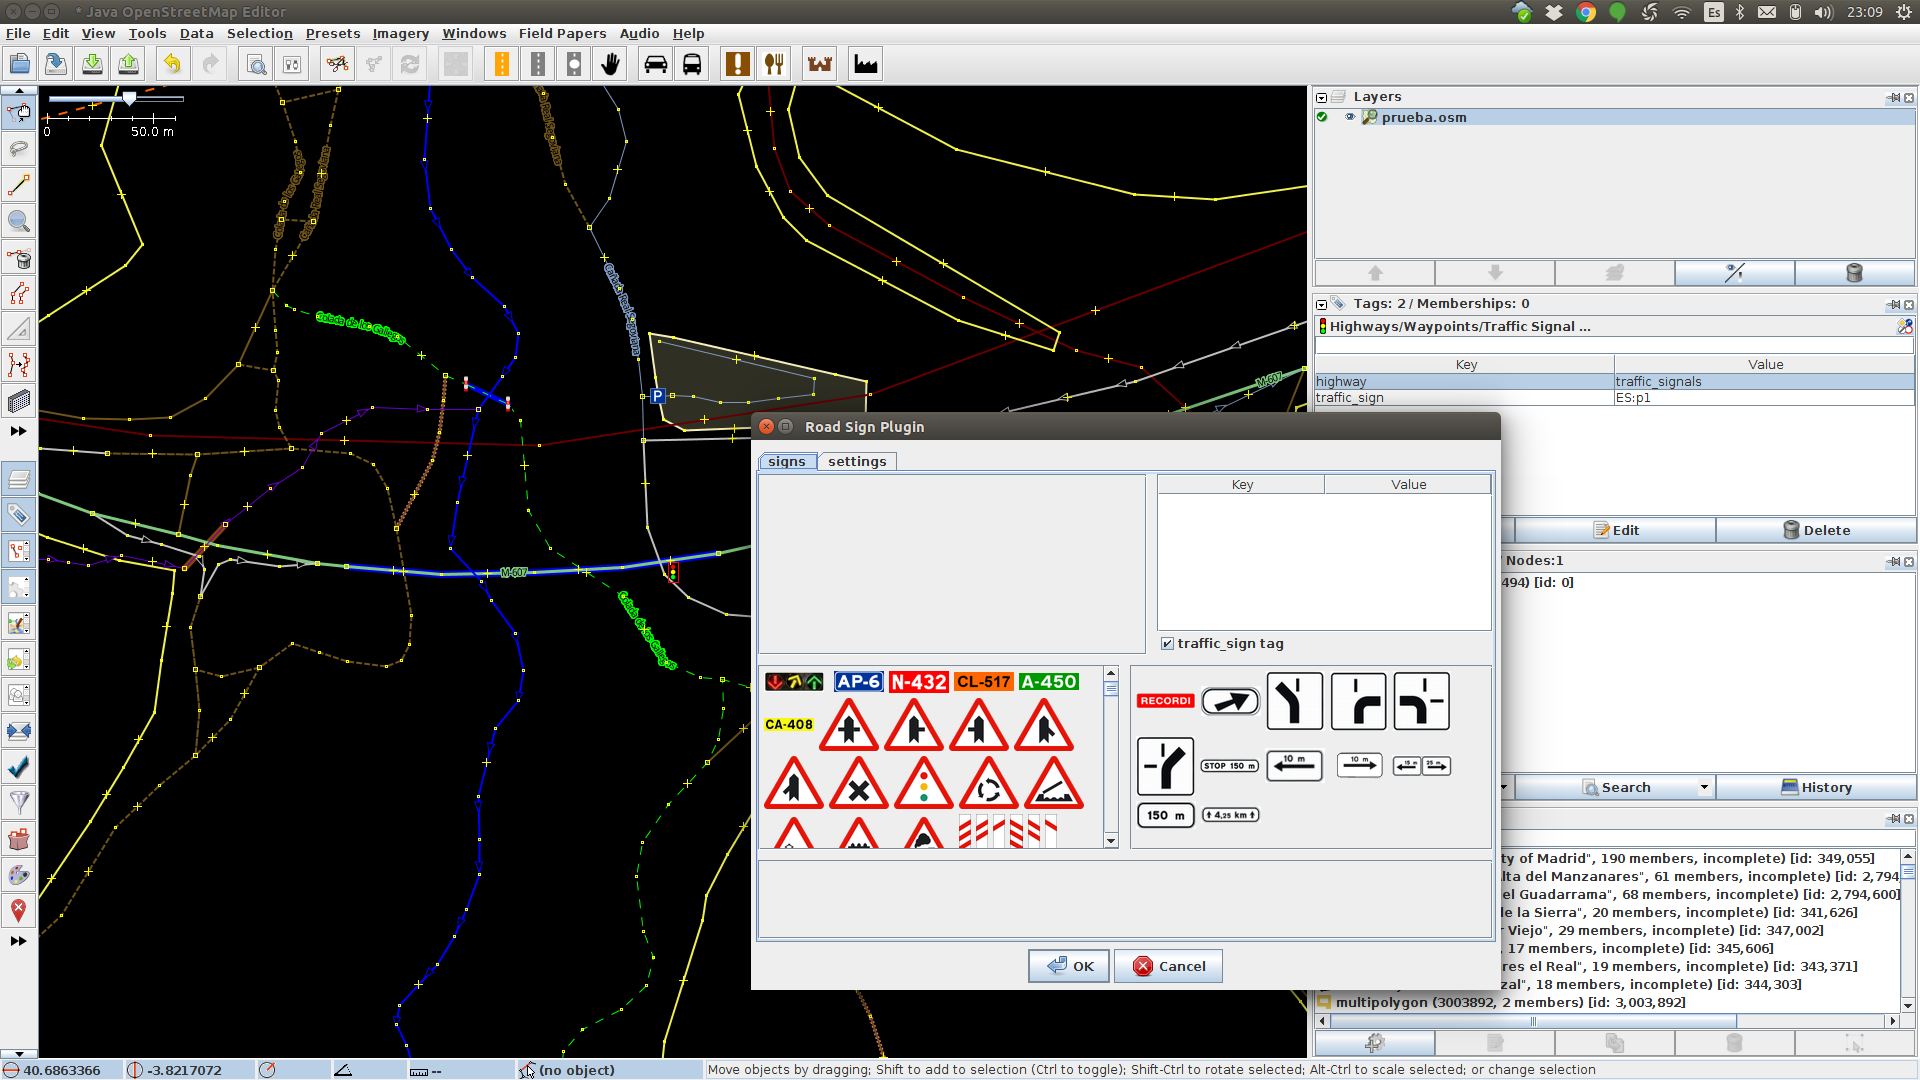 * Java OpenStreetMap Editor
Es
23:09
File Edit View Tools Data Selection Presets Imagery Windows Field Papers Audio Help
0
50.0 m
Layers
prueba.osm
Tags: 2 / Memberships: 0
Highways/Waypoints/Traffic Signal ...
Key Value
highway traffic_signals
traffic_sign ES:p1
Edit
Delete
Nodes:1
494) [id: 0]
Search
History
ty of Madrid", 190 members, incomplete) [id: 349,055]
lta del Manzanares", 61 members, incomplete) [id: 2,794
el Guadarrama", 68 members, incomplete) [id: 2,794,600]
de la Sierra", 20 members, incomplete) [id: 341,626]
r Viejo", 29 members, incomplete) [id: 347,002]
, 17 members, incomplete) [id: 345,606]
res el Real", 19 members, incomplete) [id: 343,371]
zal", 18 members, incomplete) [id: 344,303]
multipolygon (3003892, 2 members) [id: 3,003,892]
Road Sign Plugin
signs settings
Key Value
traffic_sign tag
AP-6 N-432 CL-517 A-450
CA-408
RECORDI
STOP 150 m
10 m
10 m
15 m
25 m
150 m
4,25 km
OK
Cancel
P
M-607
M-607
40.6863366 -3.8217072 -- (no object)
Move objects by dragging; Shift to add to selection (Ctrl to toggle); Shift-Ctrl to rotate selected; Alt-Ctrl to scale selected; or change selection